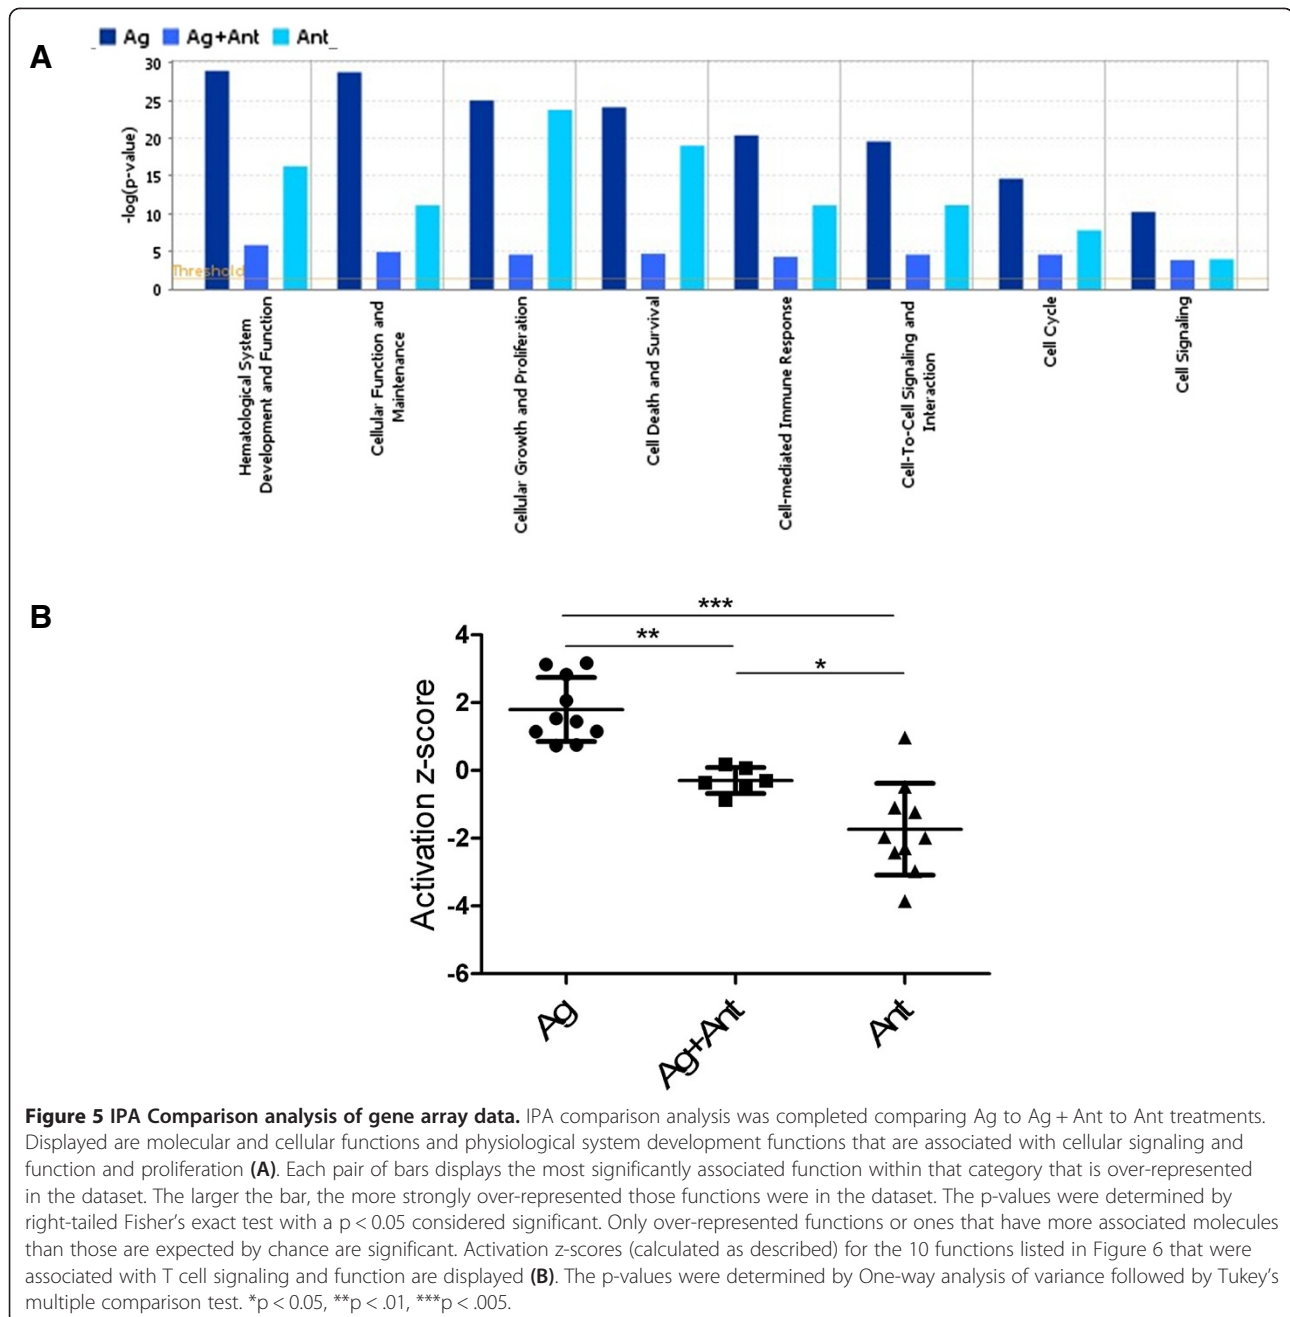 A
Ag Ag+Ant Ant
30
25
20
15
10
5
0
-log(p-value)
Threshold
Hematological System
Development and Function
Cellular Function and
Maintenance
Cellular Growth and Proliferation
Cell Death and Survival
Cell-mediated Immune Response
Cell-To-Cell Signaling and
Interaction
Cell Cycle
Cell Signaling
B
***
**
*
4
2
0
-2
-4
-6
Activation z-score
Ag
Ag+Ant
Ant
Figure 5 IPA Comparison analysis of gene array data. IPA comparison analysis was completed comparing Ag to Ag + Ant to Ant treatments.
Displayed are molecular and cellular functions and physiological system development functions that are associated with cellular signaling and
function and proliferation (A). Each pair of bars displays the most significantly associated function within that category that is over-represented
in the dataset. The larger the bar, the more strongly over-represented those functions were in the dataset. The p-values were determined by
right-tailed Fisher's exact test with a p < 0.05 considered significant. Only over-represented functions or ones that have more associated molecules
than those are expected by chance are significant. Activation z-scores (calculated as described) for the 10 functions listed in Figure 6 that were
associated with T cell signaling and function are displayed (B). The p-values were determined by One-way analysis of variance followed by Tukey's
multiple comparison test. *p < 0.05, **p < .01, ***p < .005.